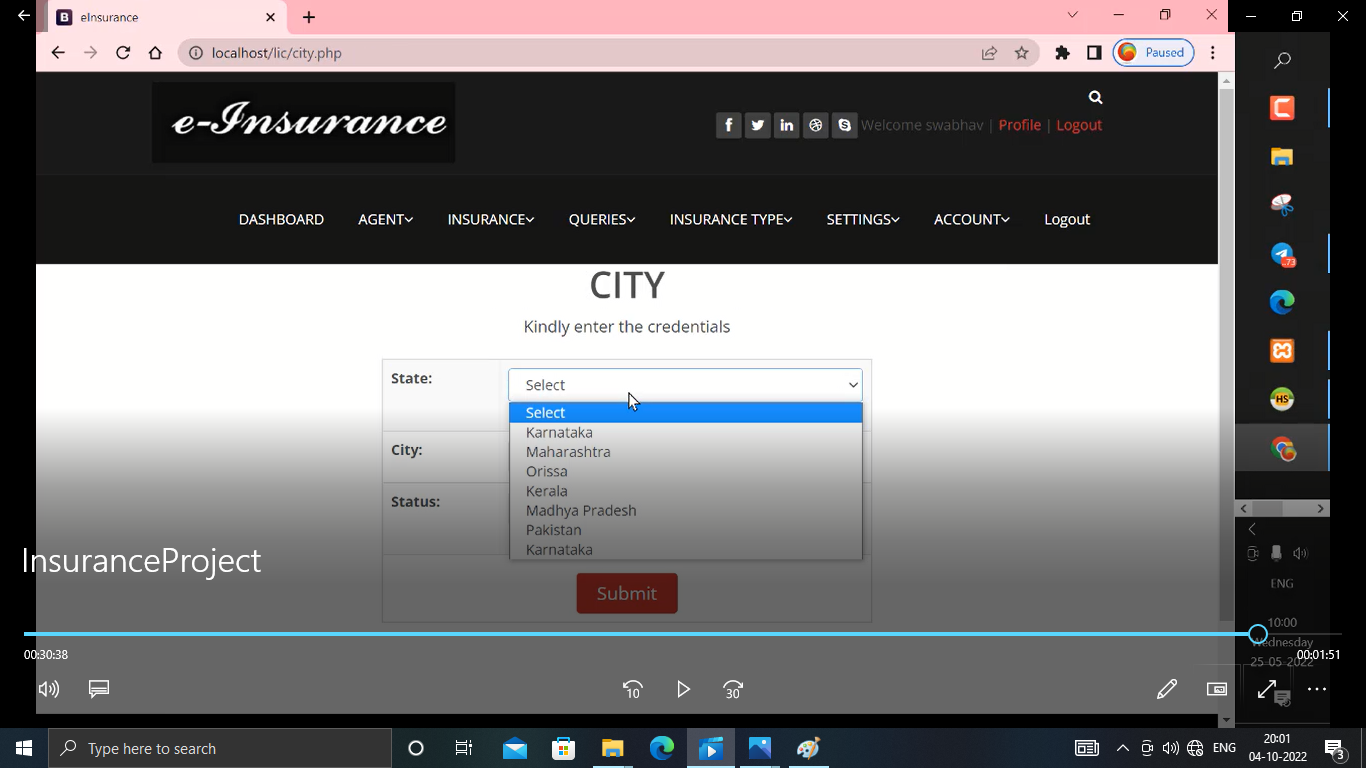 eInsurance
localhost/lic/city.php
Paused
e-Insurance
Welcome swabhav | Profile | Logout
DASHBOARD AGENT INSURANCE QUERIES INSURANCE TYPE SETTINGS ACCOUNT Logout
CITY
Kindly enter the credentials
State: Select
Select
Karnataka
Maharashtra
Orissa
Kerala
Madhya Pradesh
Pakistan
Karnataka
City:
Status:
Submit
InsuranceProject
HS
ENG
10:00
Wednesday
25-05-2022
00:30:38
00:01:51
10
30
Type here to search
ENG
20:01
04-10-2022
3